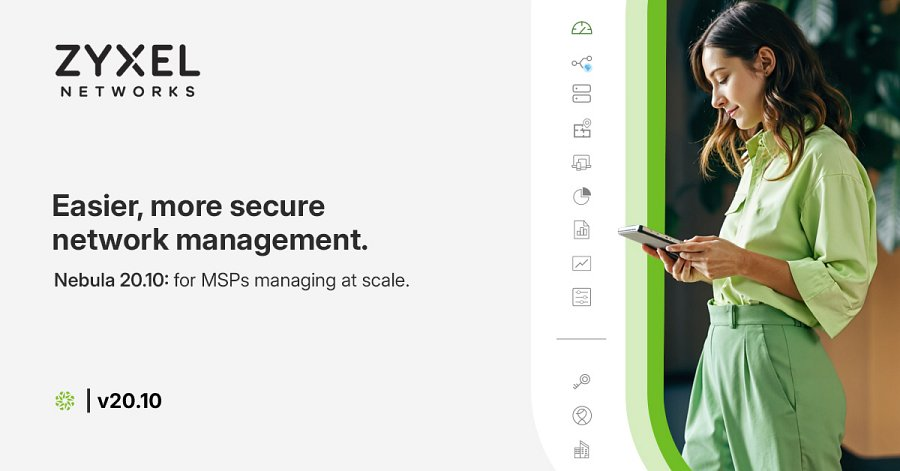 ZYXEL
NETWORKS
Easier, more secure
network management.
Nebula 20.10: for MSPs managing at scale.
| v20.10